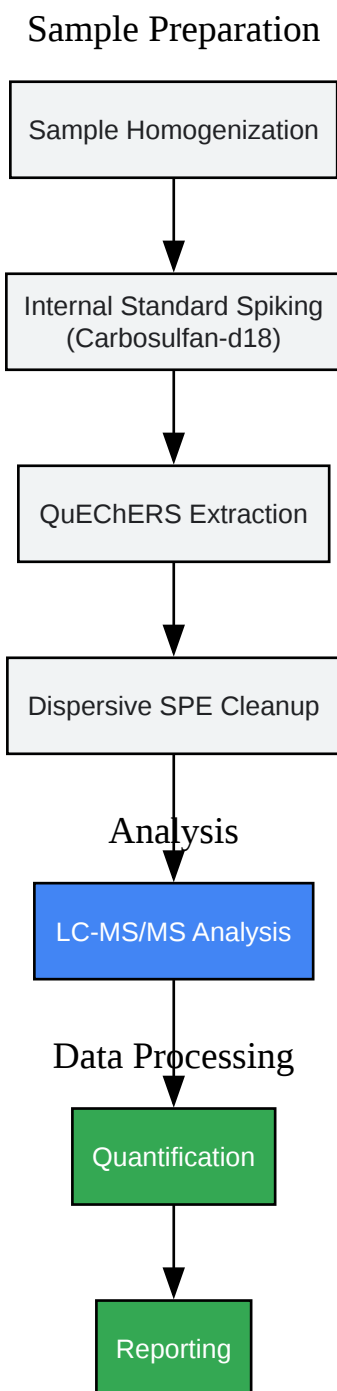 Sample Preparation
Sample Homogenization
Internal Standard Spiking
(Carbosulfan-d18)
QuEChERS Extraction
Dispersive SPE Cleanup
Analysis
LC-MS/MS Analysis
Data Processing
Quantification
Reporting